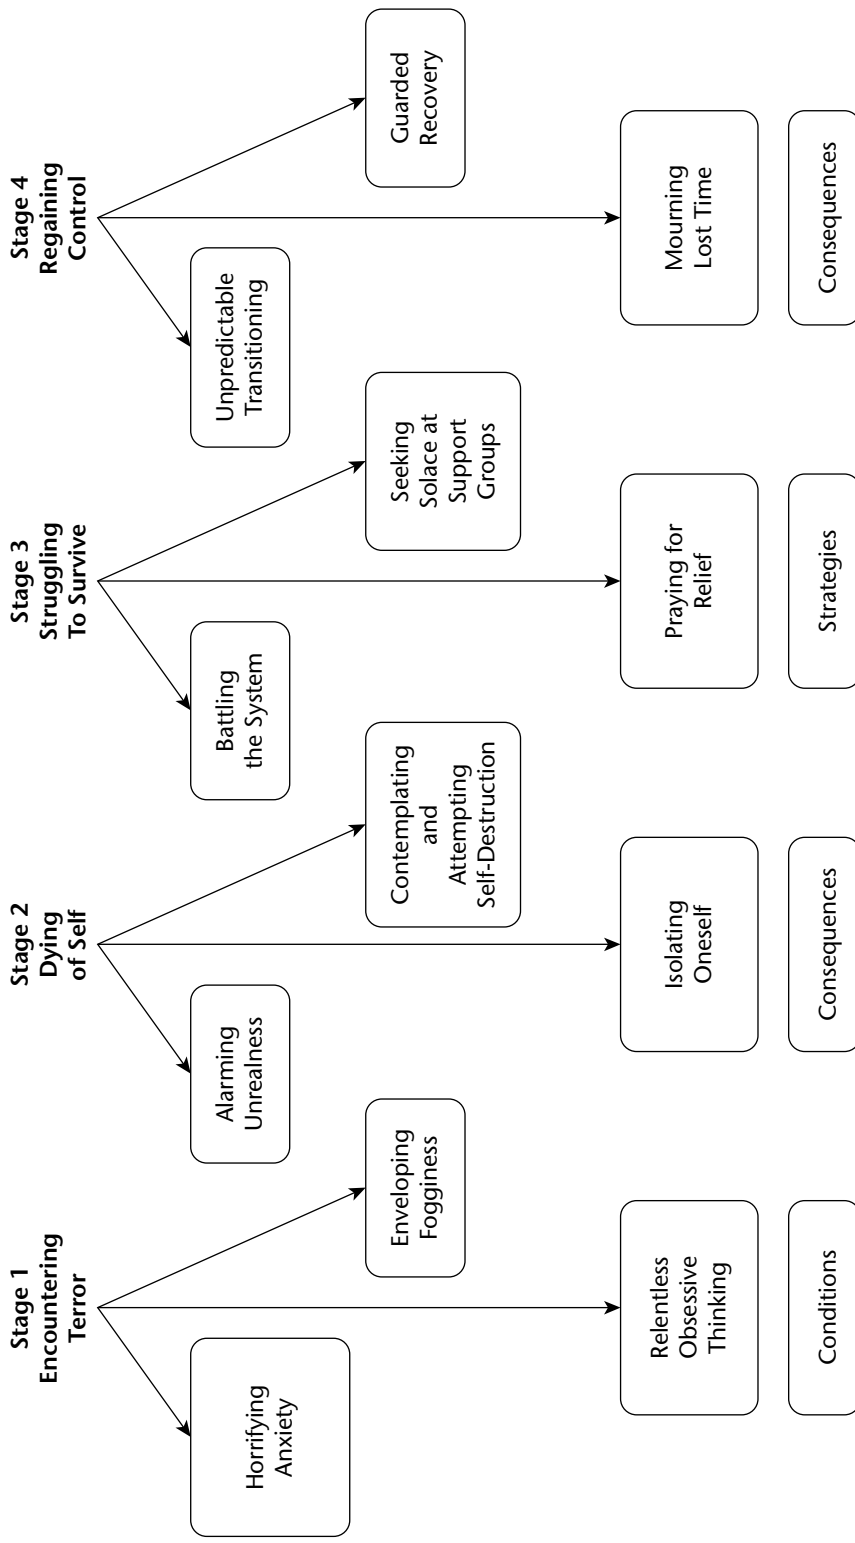 Stage 1
Encountering
Terror
Horrifying
Anxiety
Enveloping
Fogginess
Relentless
Obsessive
Thinking
Conditions
Stage 2
Dying
of Self
Alarming
Unrealness
Contemplating
and
Attempting
Self-Destruction
Isolating
Oneself
Consequences
Stage 3
Struggling
To Survive
Battling
the System
Seeking
Solace at
Support
Groups
Praying for
Relief
Strategies
Stage 4
Regaining
Control
Unpredictable
Transitioning
Guarded
Recovery
Mourning
Lost Time
Consequences